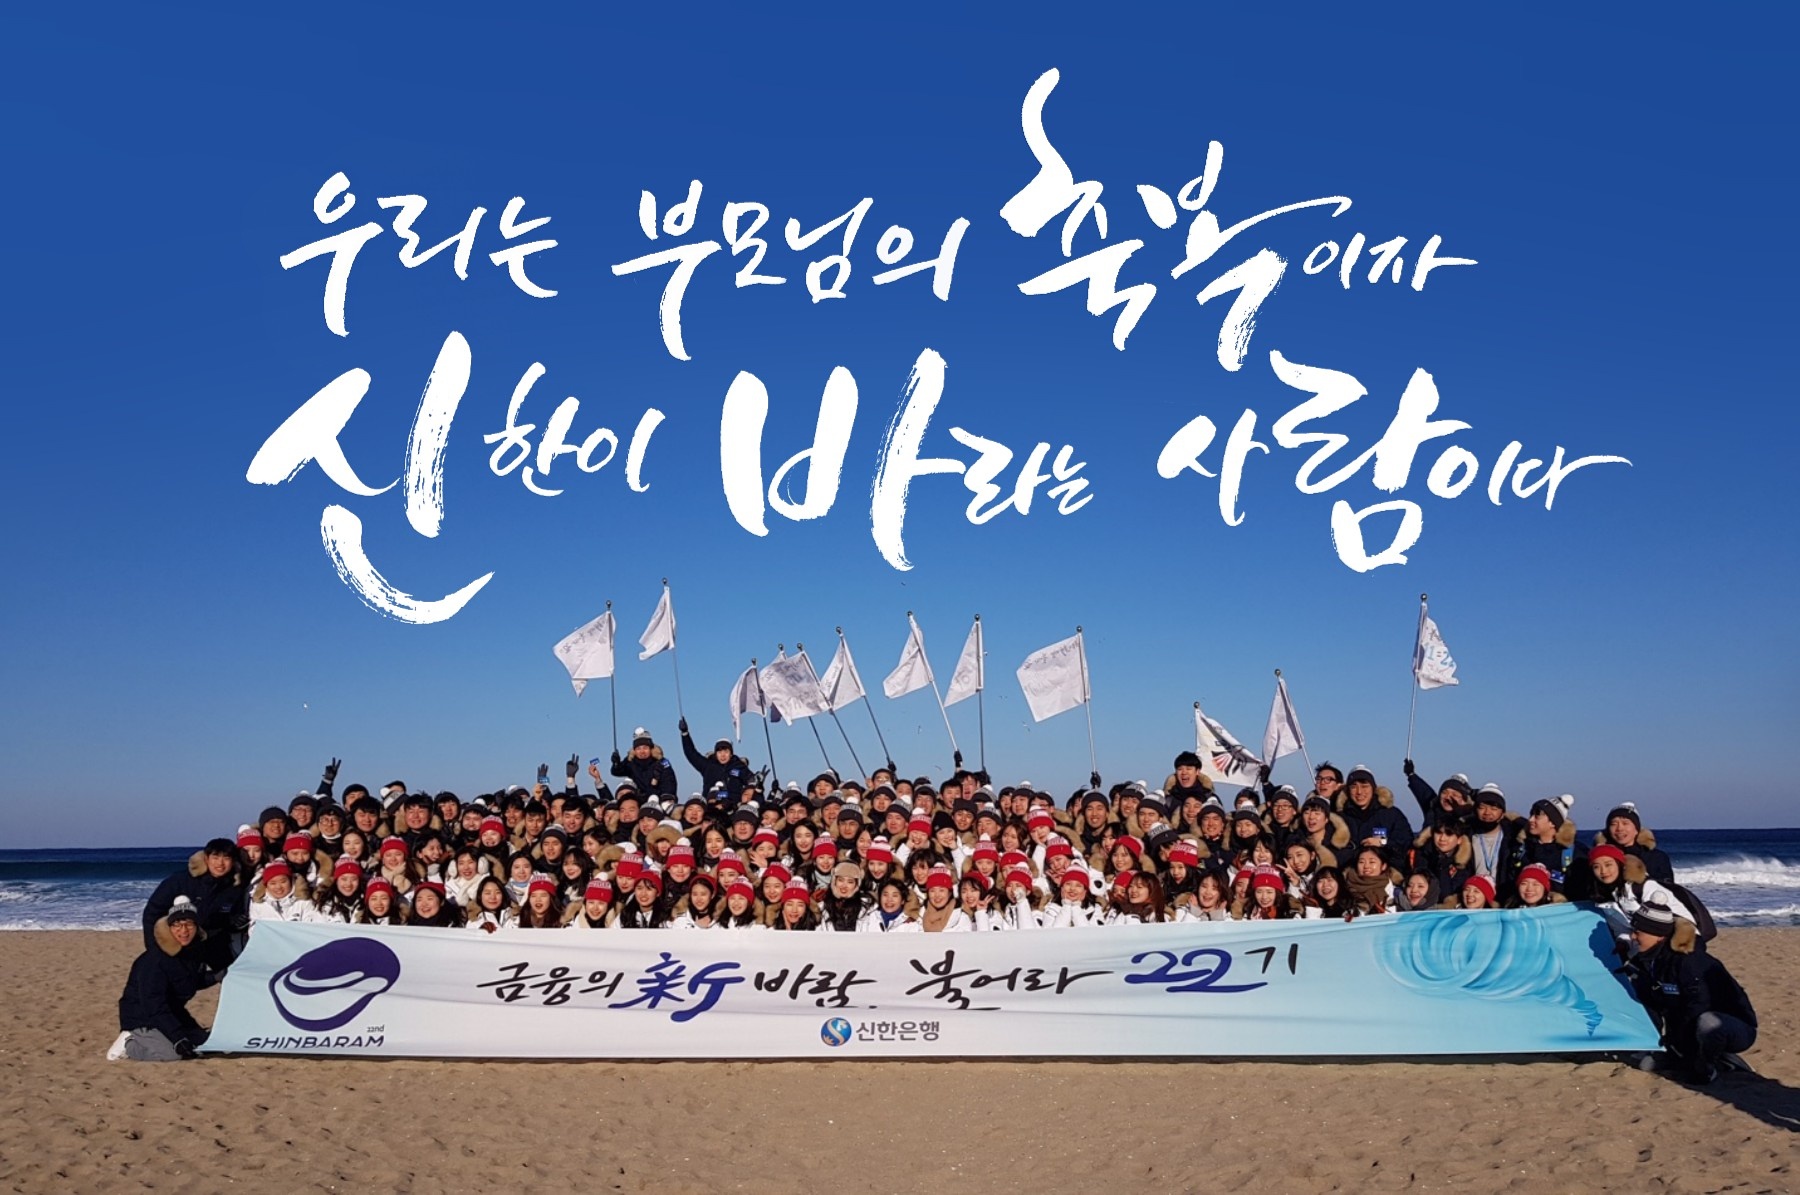 우리는 부모님의 축복이자
신한이 바라는 사람이다
금융의 新바람, 불어라 22기
22nd
SHINBARAM
신한은행